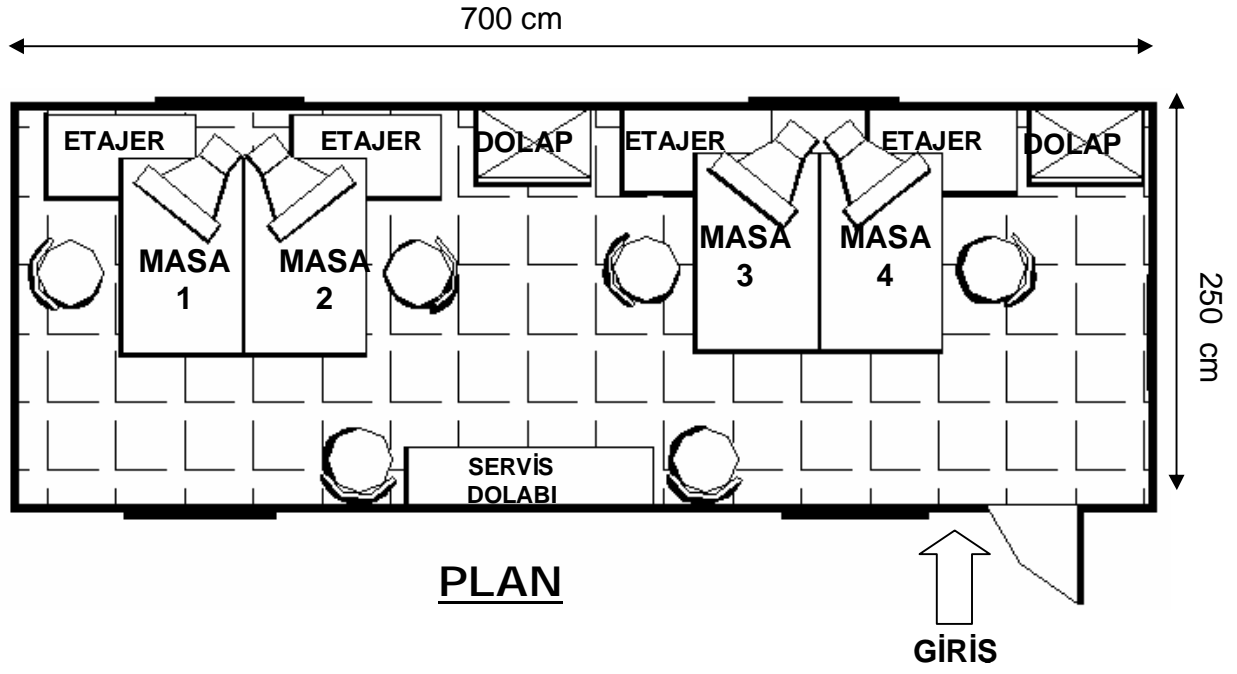 700 cm
ETAJER
ETAJER
DOLAP
ETAJER
ETAJER
DOLAP
MASA
1
MASA
2
MASA
3
MASA
4
250 cm
SERVİS
DOLABI
PLAN
GİRİS